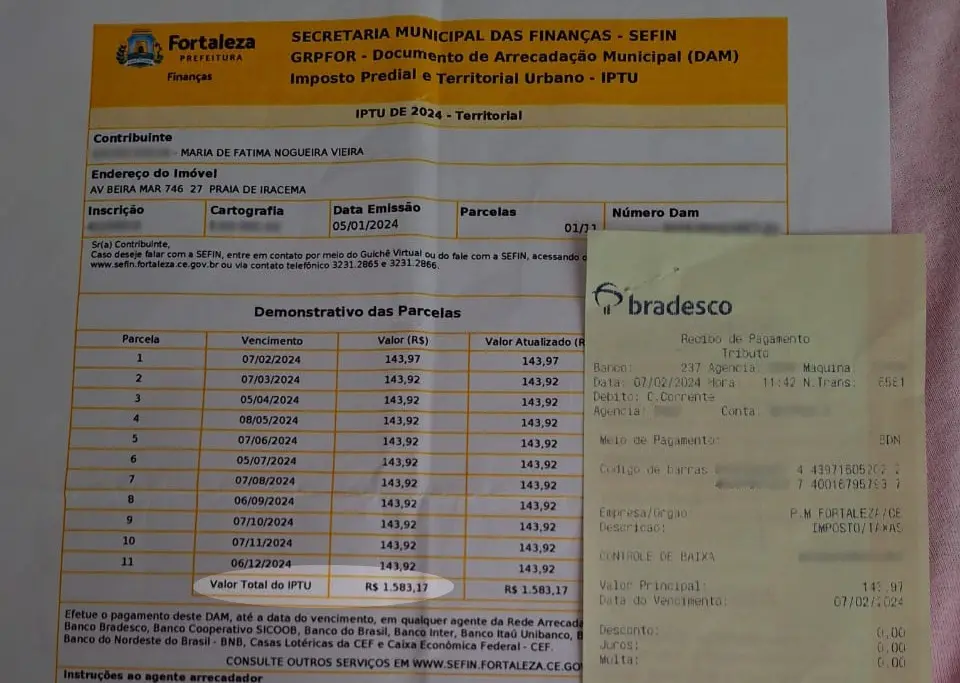 Fortaleza
PREFEITURA
Finanças
SECRETARIA MUNICIPAL DAS FINANÇAS - SEFIN
GRPFOR - Documento de Arrecadação Municipal (DAM)
Imposto Predial e Territorial Urbano - IPTU
IPTU DE 2024 - Territorial
Contribuinte
- MARIA DE FATIMA NOGUEIRA VIEIRA
Endereço do Imóvel
AV BEIRA MAR 746 27 PRAIA DE IRACEMA
Inscrição Cartografia Data Emissão Parcelas Número Dam
05/01/2024 01/11
Sr(a) Contribuinte,
Caso deseje falar com a SEFIN, entre em contato por meio do Guichê Virtual ou do fale com a SEFIN, acessando
www.sefin.fortaleza.ce.gov.br ou via contato telefônico 3231.2865 e 3231.2866.
Demonstrativo das Parcelas
Parcela Vencimento Valor (R$) Valor Atualizado (R
1 07/02/2024 143,97 143,97
2 07/03/2024 143,92 143,92
3 05/04/2024 143,92 143,92
4 08/05/2024 143,92 143,92
5 07/06/2024 143,92 143,92
6 05/07/2024 143,92 143,92
7 07/08/2024 143,92 143,92
8 06/09/2024 143,92 143,92
9 07/10/2024 143,92 143,92
10 07/11/2024 143,92 143,92
11 06/12/2024 143,92 143,92
Valor Total do IPTU R$ 1.583,17 R$ 1.583,17
Efetue o pagamento deste DAM, até a data do vencimento, em qualquer agente da Rede Arrecada
Banco Bradesco, Banco Cooperativo SICOOB, Banco do Brasil, Banco Inter, Banco Itaú Unibanco, B
Banco do Nordeste do Brasil - BNB, Casas Lotéricas da CEF e Caixa Econômica Federal - CEF.
CONSULTE OUTROS SERVIÇOS EM WWW.SEFIN.FORTALEZA.CE.GO
Instruções ao agente arrecadador
bradesco
Recibo de Pagamento
Tributo
Banco: 237 Agencia: Maquina
Data: 07/02/2024 Hora: 11:42 N.Trans:
Debito: C.Corrente
Agencia: Conta
Meio de Pagamento: BDN
Codigo de barras
Empresa/Orgao P.M FORTALEZA/CE
Descricao: IMPOSTO/TAXAS
CONTROLE DE BAIXA
Valor Principal: 143,97
Data do Vencimento: 07/02/2024
Desconto: 0,00
Juros: 0,00
Multa: 0,00